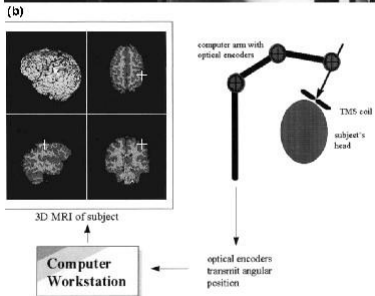 (b)
computer arm with
optical encoders
TMS coil
subject's
head
3D MRI of subject
Computer
Workstation
optical encoders
transmit angular
position